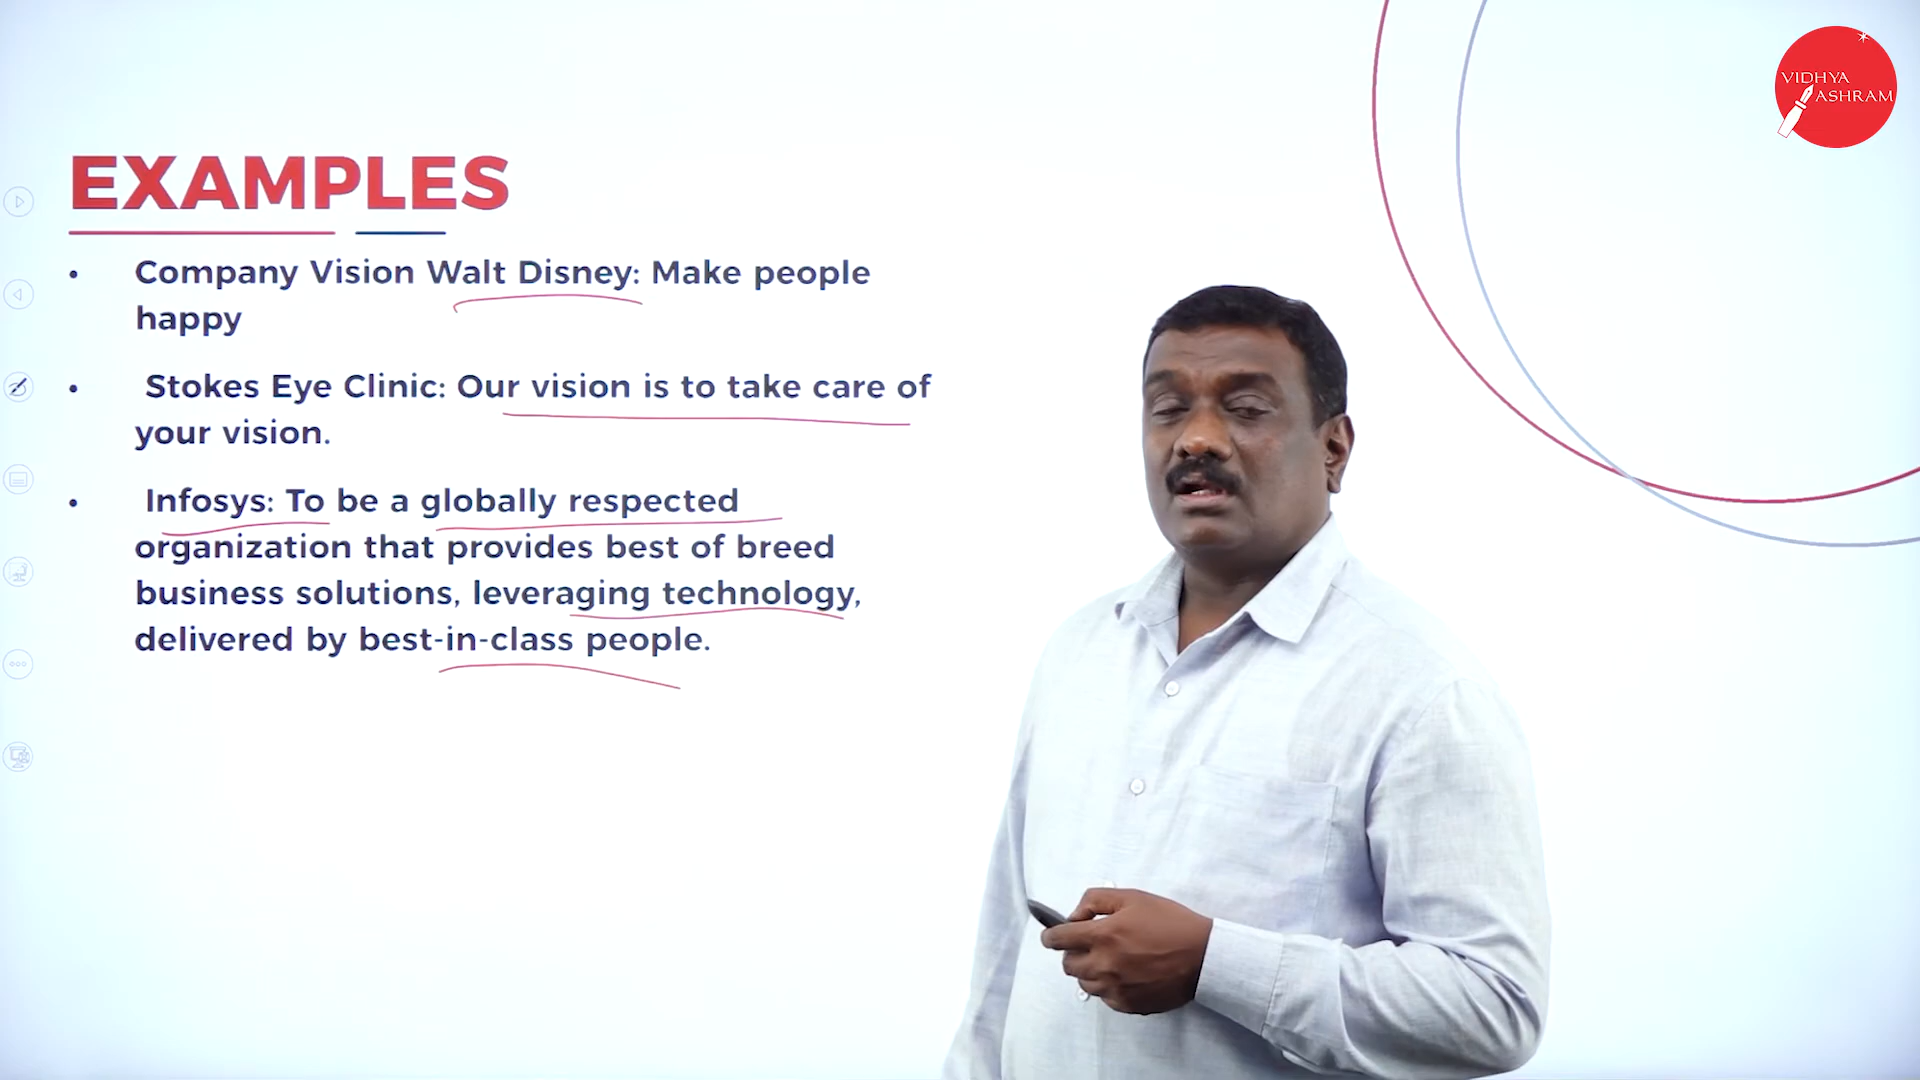 VIDHYA
ASHRAM
EXAMPLES
• Company Vision Walt Disney: Make people
happy
• Stokes Eye Clinic: Our vision is to take care of
your vision.
• Infosys: To be a globally respected
organization that provides best of breed
business solutions, leveraging technology,
delivered by best-in-class people.